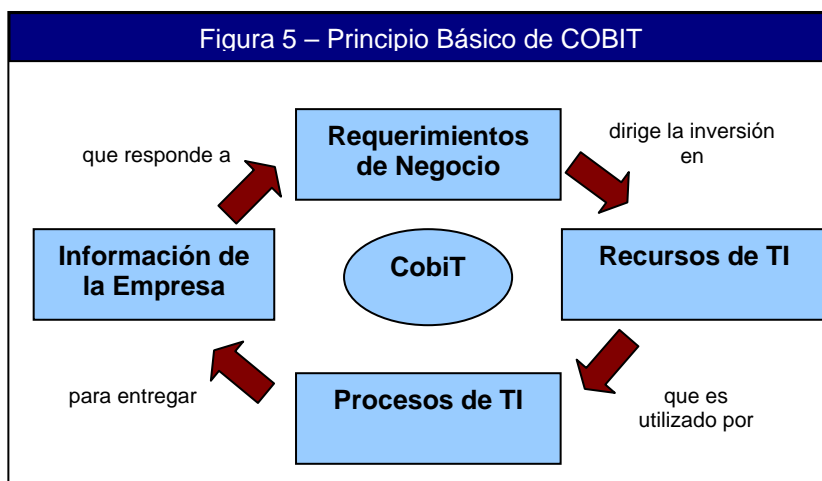 Figura 5 – Principio Básico de COBIT
Requerimientos
de Negocio
que responde a
dirige la inversión
en
Información de
la Empresa
CobiT
Recursos de TI
para entregar
Procesos de TI
que es
utilizado por